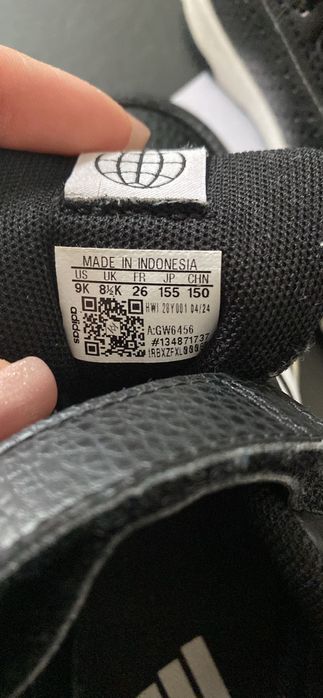 MADE IN INDONESIA
US UK FR JP CHN
9K 8½K 26 155 150
HWI 20Y001 04/24
A:GW6456
#134871737
adidas